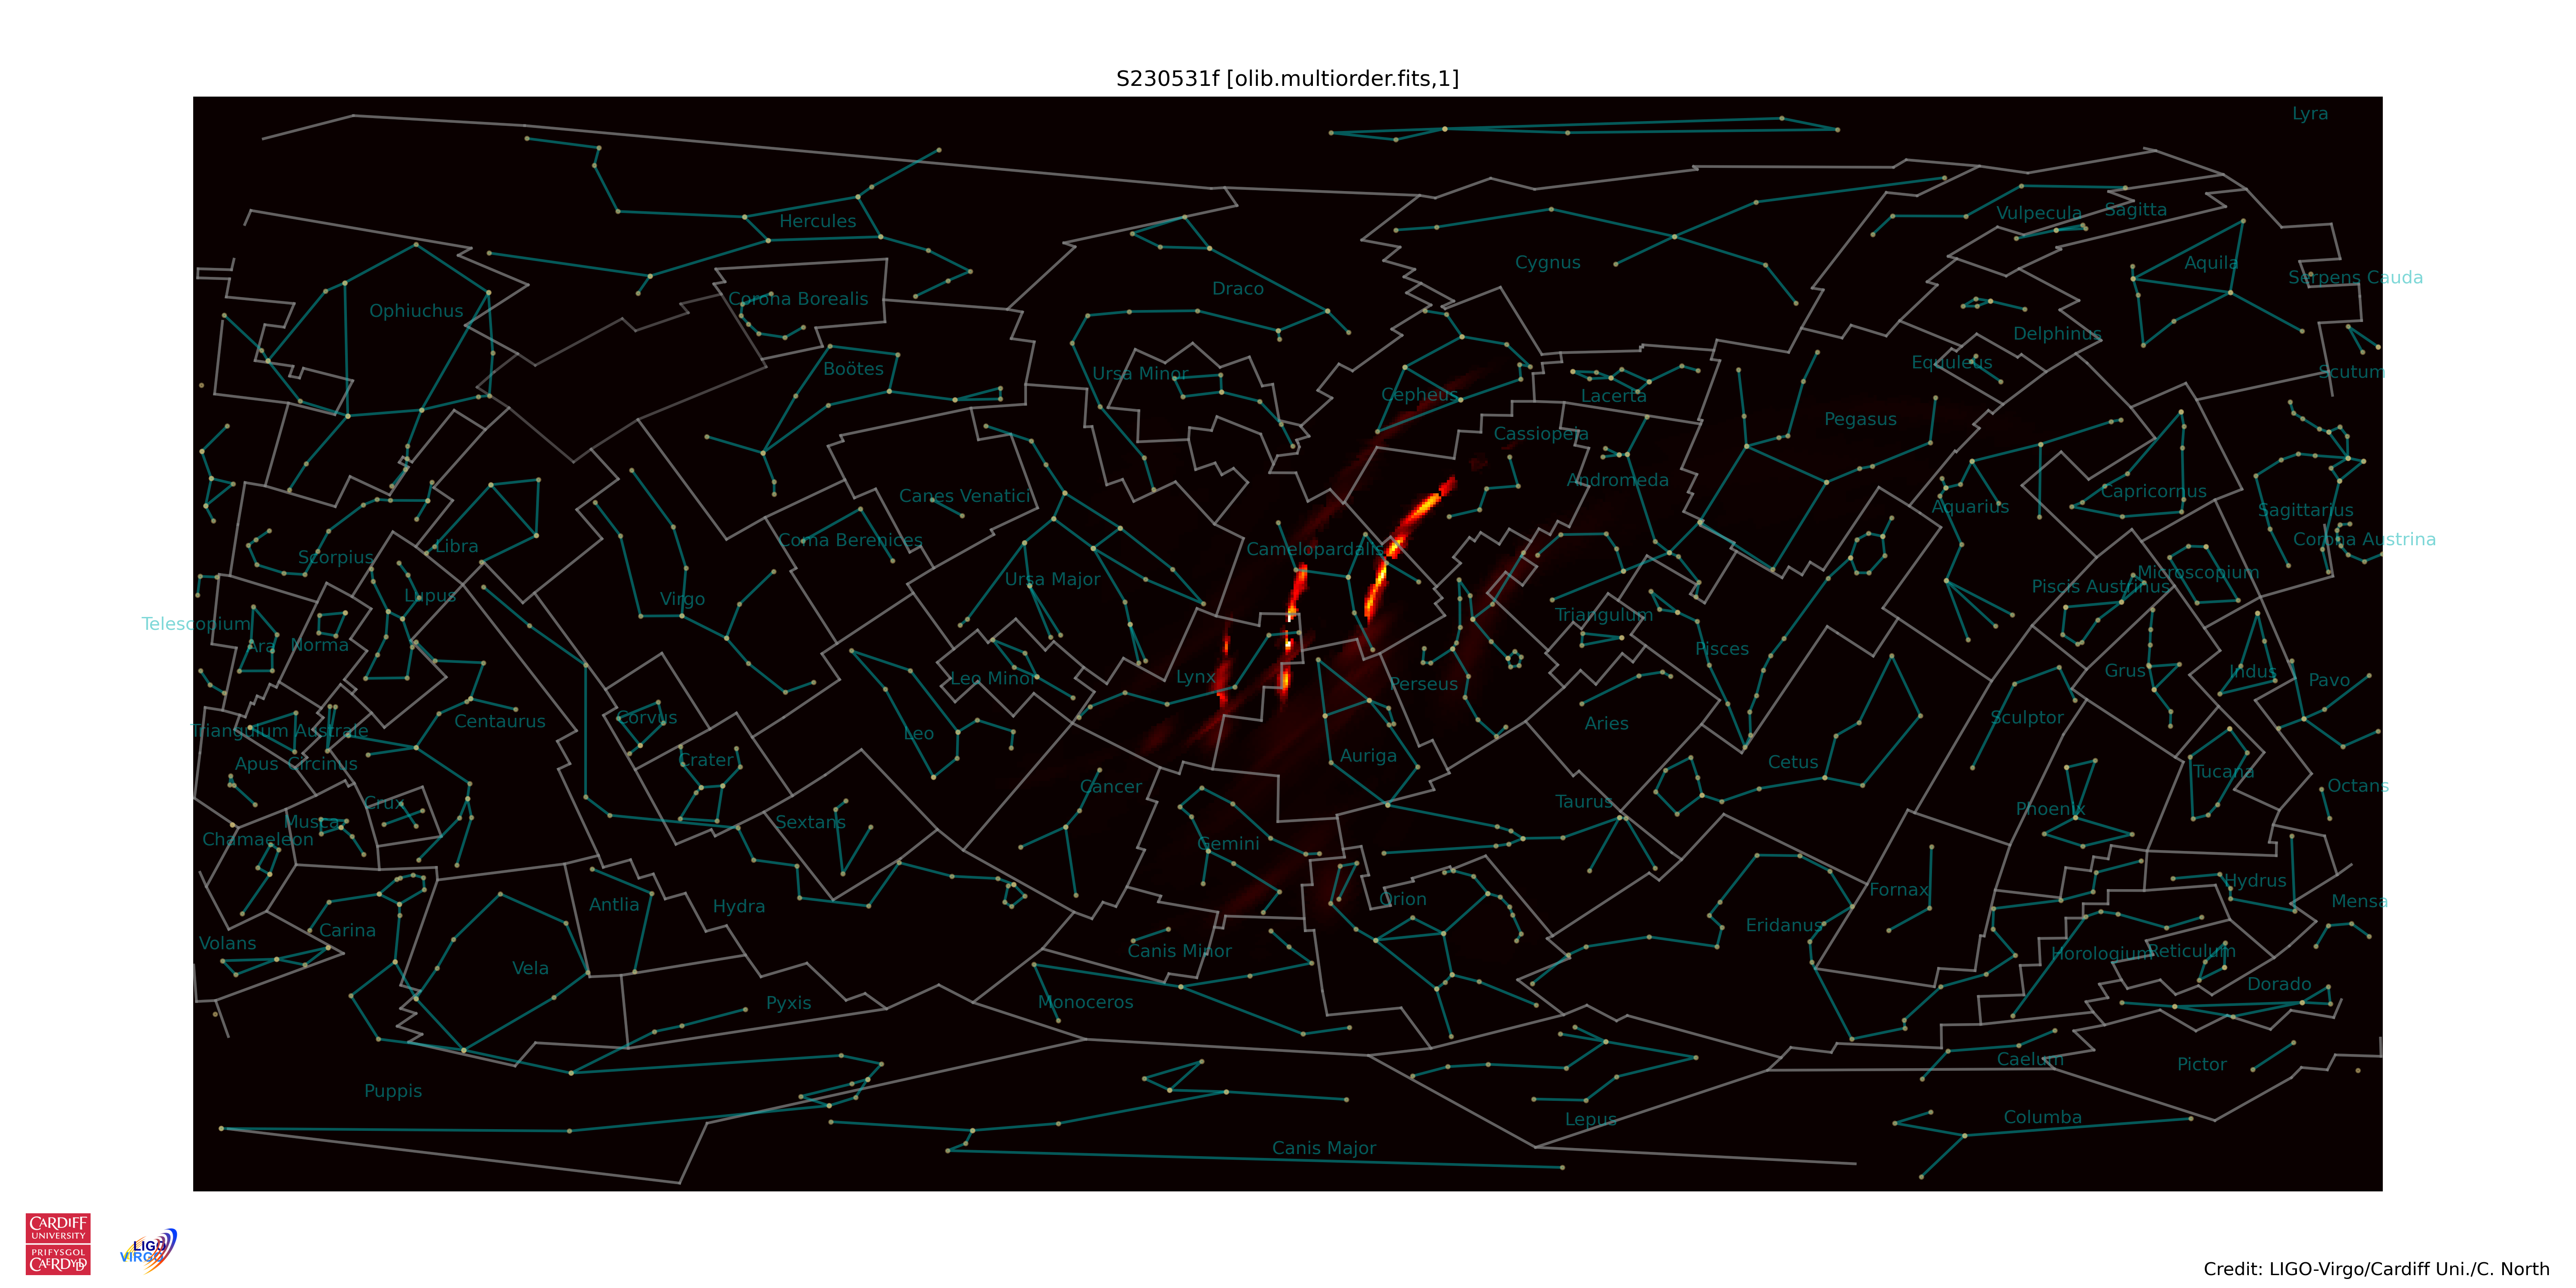 S230531f [olib.multiorder.fits,1]
Lyra
Hercules
Vulpecula
Sagitta
Cygnus
Aquila
Serpens Cauda
Draco
Corona Borealis
Ophiuchus
Delphinus
Equuleus
Boötes
Ursa Minor
Scutum
Cepheus
Lacerta
Pegasus
Cassiopeia
Andromeda
Canes Venatici
Capricornus
Aquarius
Sagittarius
Coma Berenices
Corona Austrina
Libra
Scorpius
Camelopardalis
Microscopium
Ursa Major
Piscis Austrinus
Lupus
Virgo
Triangulum
Telescopium
Ara
Norma
Pisces
Leo Minor
Lynx
Perseus
Grus
Indus
Pavo
Corvus
Centaurus
Sculptor
Triangulum Australe
Leo
Aries
Auriga
Crater
Cetus
Apus
Circinus
Tucana
Cancer
Octans
Crux
Taurus
Phoenix
Musca
Sextans
Chamaeleon
Gemini
Hydrus
Fornax
Orion
Mensa
Antlia
Hydra
Eridanus
Carina
Volans
Canis Minor
Horologium
Reticulum
Vela
Dorado
Pyxis
Monoceros
Caelum
Pictor
Puppis
Lepus
Columba
Canis Major
CARDIFF
UNIVERSITY
PRIFYSGOL
CAERDYDD
LIGO
VIRGO
Credit: LIGO-Virgo/Cardiff Uni./C. North